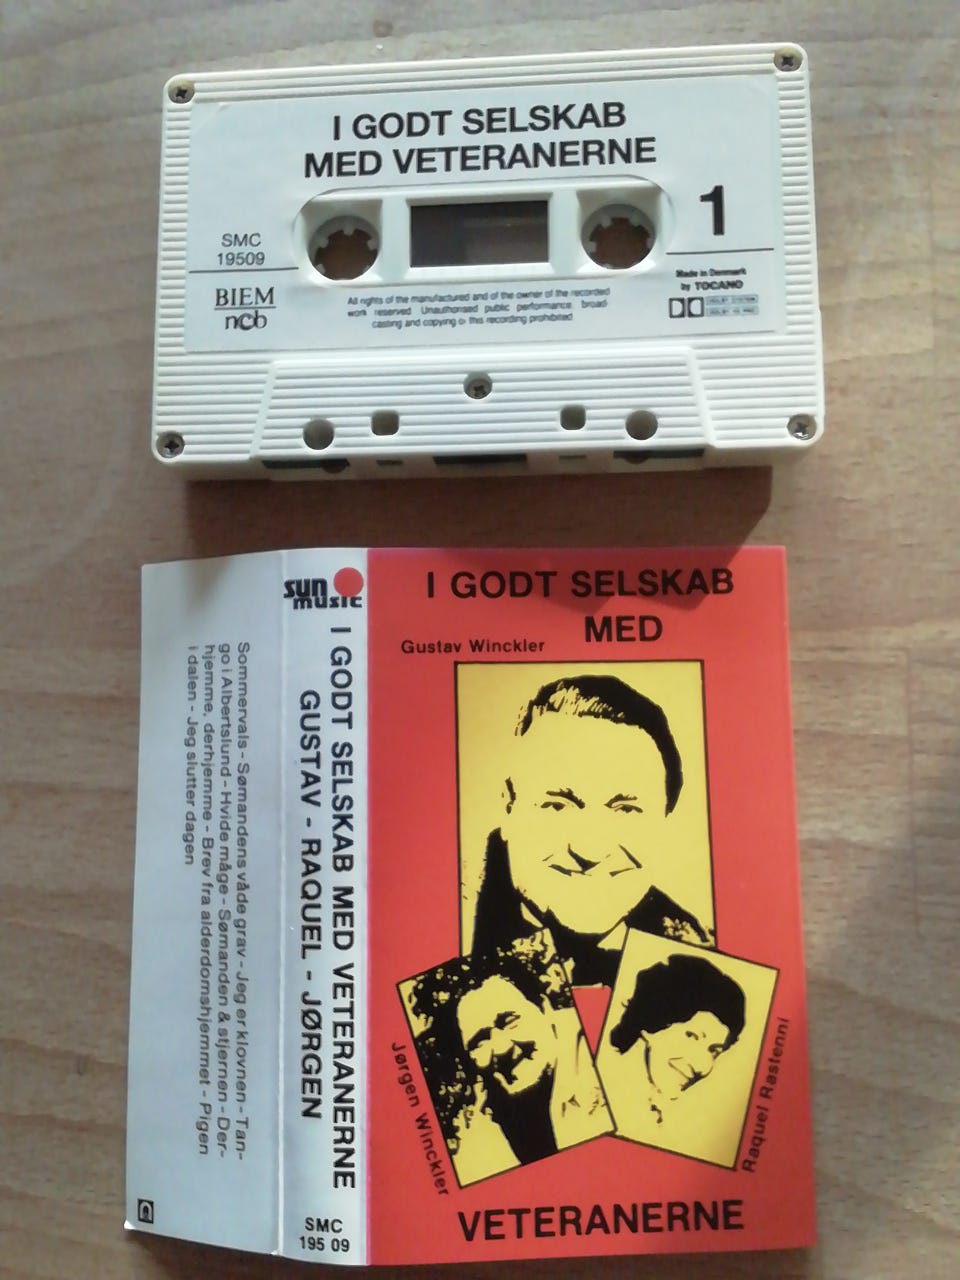 I GODT SELSKAB
MED VETERANERNE
1
SMC
19509
BIEM
ncb
All rights of the manufactured and of the owner of the recorded
work reserved Unauthorised public performance broad-
casting and copying of this recording prohibited
Made in Denmark
by TOCANO
DOLBY SYSTEM
sun
music
I GODT SELSKAB MED VETERANERNE
GUSTAV - RAQUEL - JØRGEN
SMC
195 09
Sommervals - Sømandens våde grav - Jeg er klovnen - Tan-
go i Albertslund - Hvide måge - Sømanden & stjernen - Der-
hjemme, derhjemme - Brev fra alderdomshjemmet - Pigen
i dalen - Jeg slutter dagen
I GODT SELSKAB
MED
Gustav Winckler
Jørgen Winckler
Raquel Rastenni
VETERANERNE